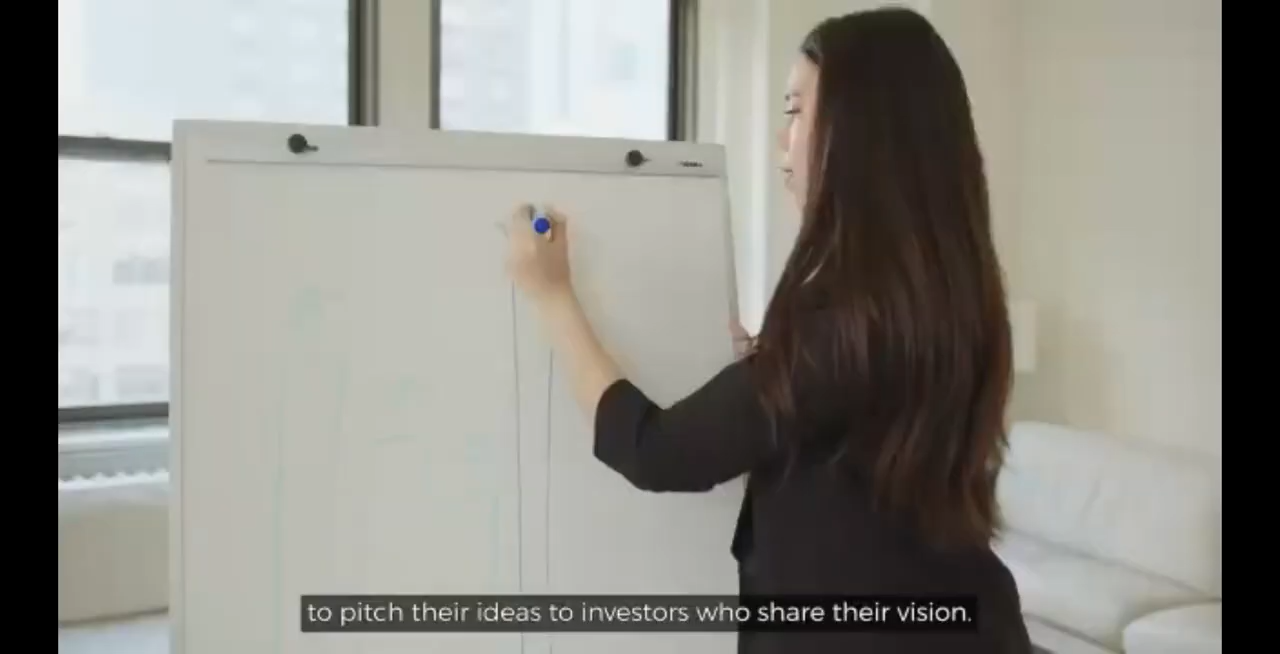 to pitch their ideas to investors who share their vision.